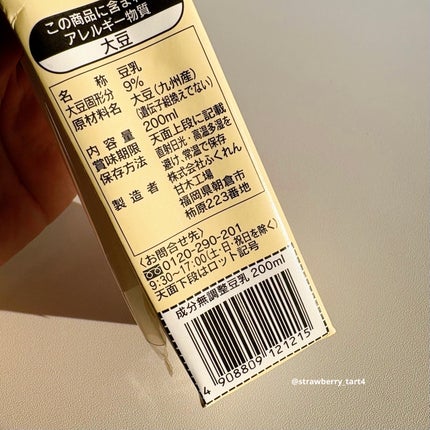 この商品に含まれ
アレルギー物質
大豆
名称 豆乳
大豆固形分 9%
原材料名 大豆(九州産)
(遺伝子組換えでない)
内容量 200ml
賞味期限 天面上段に記載
保存方法 直射日光・高温多湿を
避け、常温で保存
製造者 株式会社ふくれん
甘木工場
福岡県朝倉市
柿原223番地
〈お問合せ先〉
0120-290-201
9:30~17:00(土・日・祝日を除く)
天面下段はロット記号
成分無調整豆乳 200ml
4 908809 121215
@strawberry_tart4